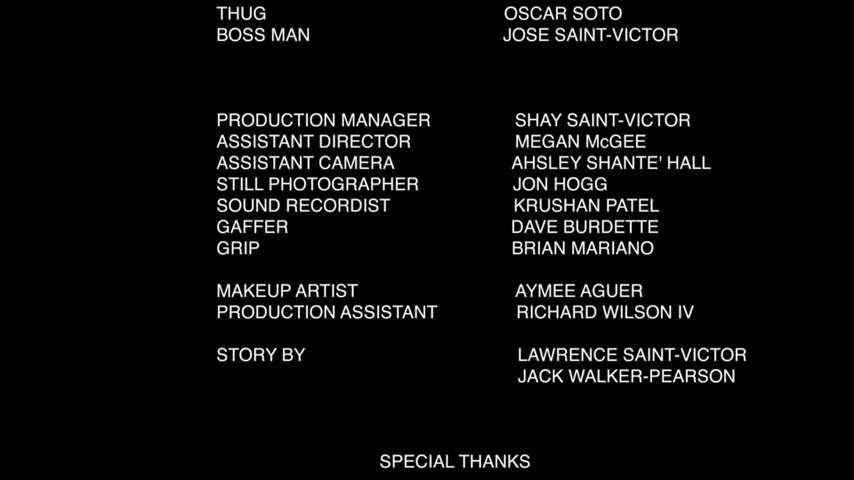 THUG OSCAR SOTO
BOSS MAN JOSE SAINT-VICTOR
PRODUCTION MANAGER SHAY SAINT-VICTOR
ASSISTANT DIRECTOR MEGAN McGEE
ASSISTANT CAMERA AHSLEY SHANTE' HALL
STILL PHOTOGRAPHER JON HOGG
SOUND RECORDIST KRUSHAN PATEL
GAFFER DAVE BURDETTE
GRIP BRIAN MARIANO
MAKEUP ARTIST AYMEE AGUER
PRODUCTION ASSISTANT RICHARD WILSON IV
STORY BY LAWRENCE SAINT-VICTOR
JACK WALKER-PEARSON
SPECIAL THANKS